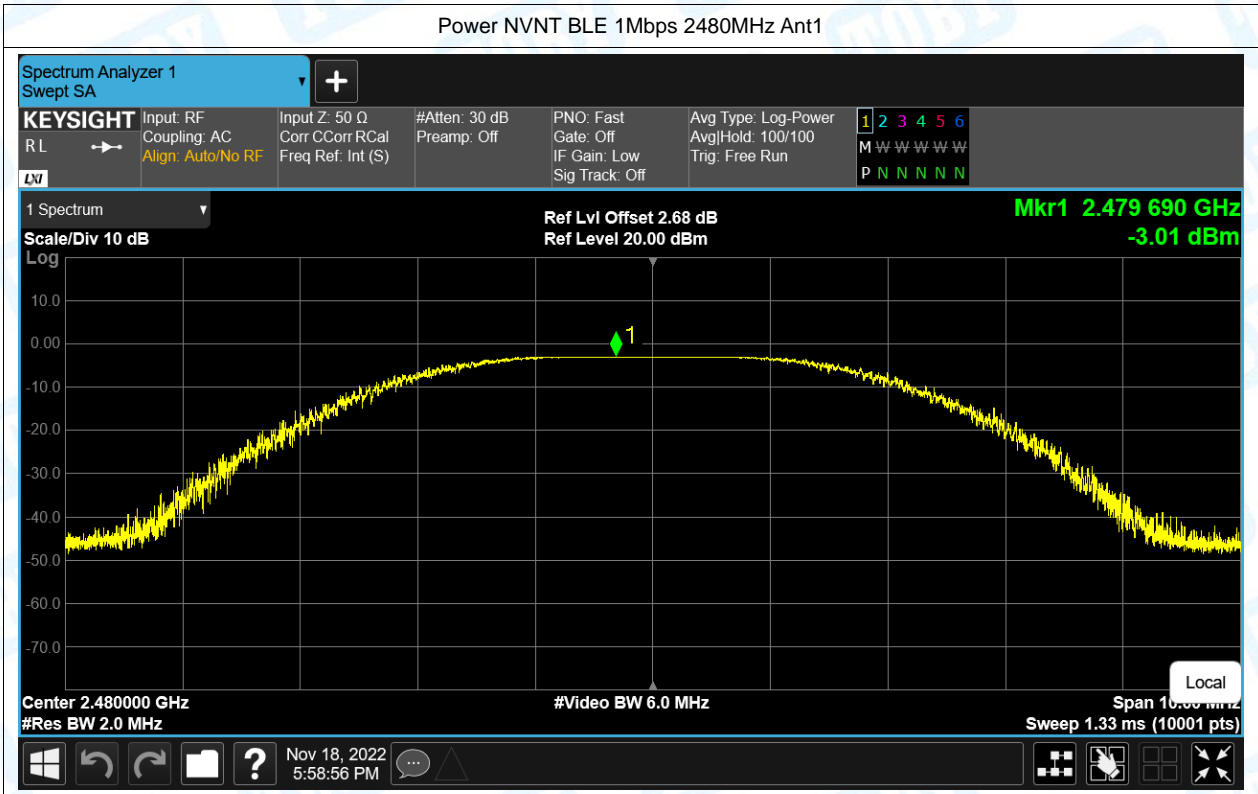 Power NVNT BLE 1Mbps 2480MHz Ant1
Spectrum Analyzer 1
Swept SA
KEYSIGHT
R L
LXI
Input: RF
Coupling: AC
Align: Auto/No RF
Input Z: 50 Ω
Corr CCorr RCal
Freq Ref: Int (S)
#Atten: 30 dB
Preamp: Off
PNO: Fast
Gate: Off
IF Gain: Low
Sig Track: Off
Avg Type: Log-Power
Avg|Hold: 100/100
Trig: Free Run
1 2 3 4 5 6
M W W W W W
P N N N N N
1 Spectrum
Scale/Div 10 dB
Ref Lvl Offset 2.68 dB
Ref Level 20.00 dBm
Mkr1 2.479 690 GHz
-3.01 dBm
Log
10.0
0.00
-10.0
-20.0
-30.0
-40.0
-50.0
-60.0
-70.0
1
Local
Center 2.480000 GHz
#Res BW 2.0 MHz
#Video BW 6.0 MHz
Span 10.00 MHz
Sweep 1.33 ms (10001 pts)
?
Nov 18, 2022
5:58:56 PM